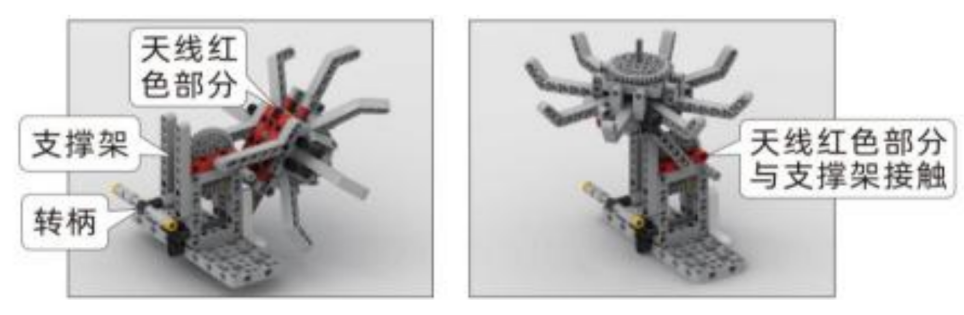 天线红
色部分
支撑架
转柄
天线红色部分
与支撑架接触